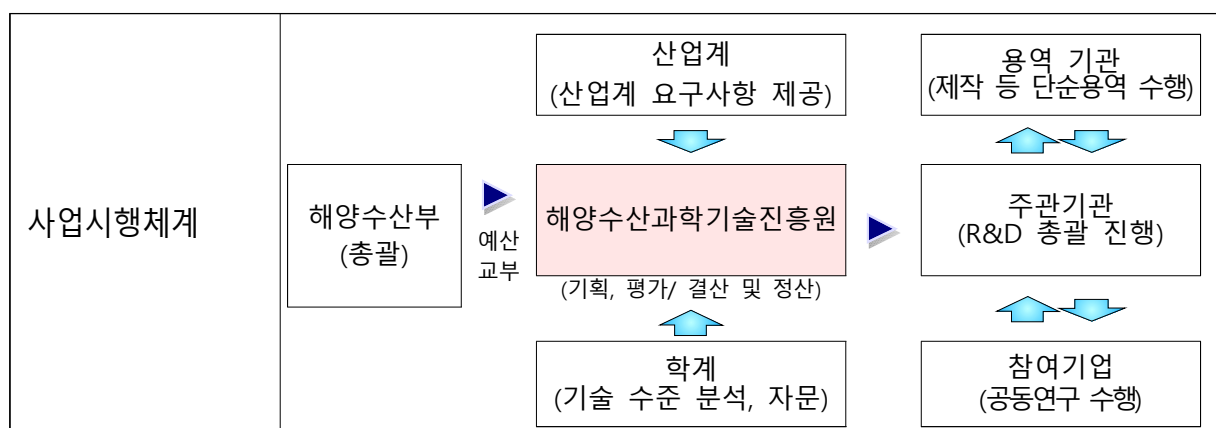 사업시행체계
해양수산부
(총괄)
예산
교부
산업계
(산업계 요구사항 제공)
해양수산과학기술진흥원
(기획, 평가/ 결산 및 정산)
학계
(기술 수준 분석, 자문)
용역 기관
(제작 등 단순용역 수행)
주관기관
(R&D 총괄 진행)
참여기업
(공동연구 수행)